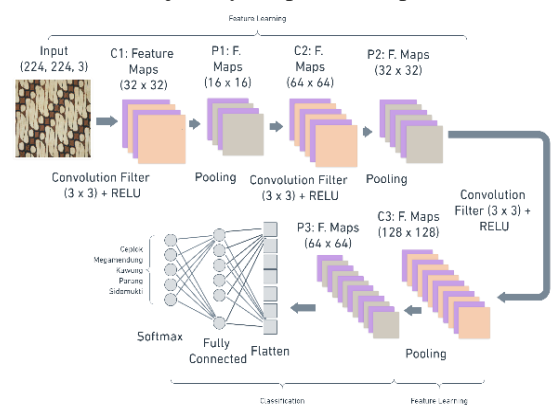 Feature Learning
Input
(224, 224, 3)
C1: Feature
Maps
(32 x 32)
P1: F.
Maps
(16 x 16)
C2: F.
Maps
(64 x 64)
P2: F. Maps
(32 x 32)
Convolution Filter
(3 x 3) + RELU
Pooling
Convolution Filter
(3 x 3) + RELU
Pooling
Convolution
Filter (3 x 3) +
RELU
C3: F. Maps
(128 x 128)
P3: F. Maps
(64 x 64)
Ceplok
Megamendung
Kawung
Parang
Sidomukti
Softmax
Fully
Connected
Flatten
Pooling
Classification
Feature Learning